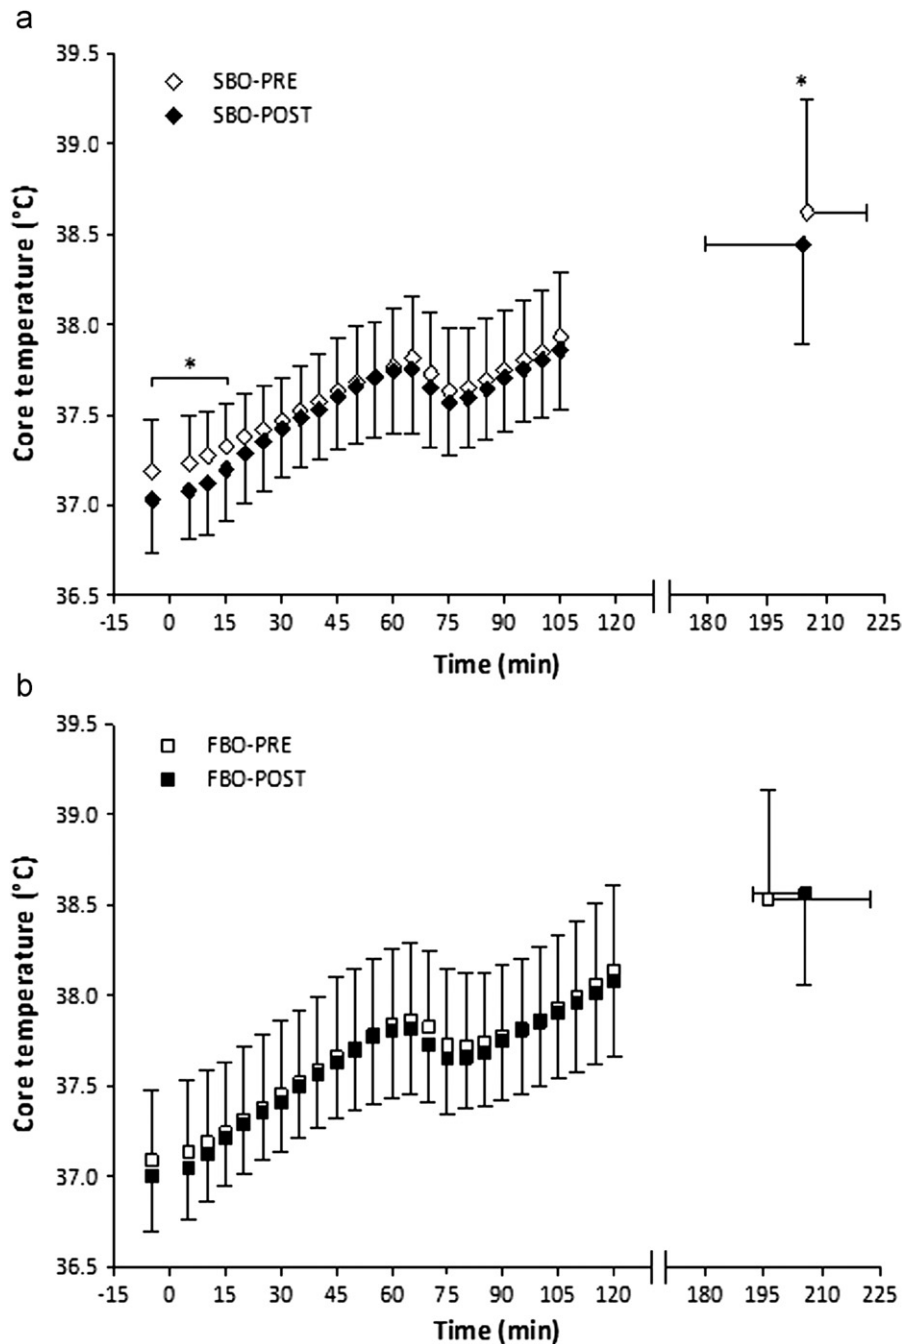 a
39.5
39.0
38.5
38.0
37.5
37.0
36.5
Core temperature (°C)
SBO-PRE
SBO-POST
*
*
-15 0 15 30 45 60 75 90 105 120 180 195 210 225
Time (min)
b
39.5
39.0
38.5
38.0
37.5
37.0
36.5
Core temperature (°C)
FBO-PRE
FBO-POST
-15 0 15 30 45 60 75 90 105 120 180 195 210 225
Time (min)